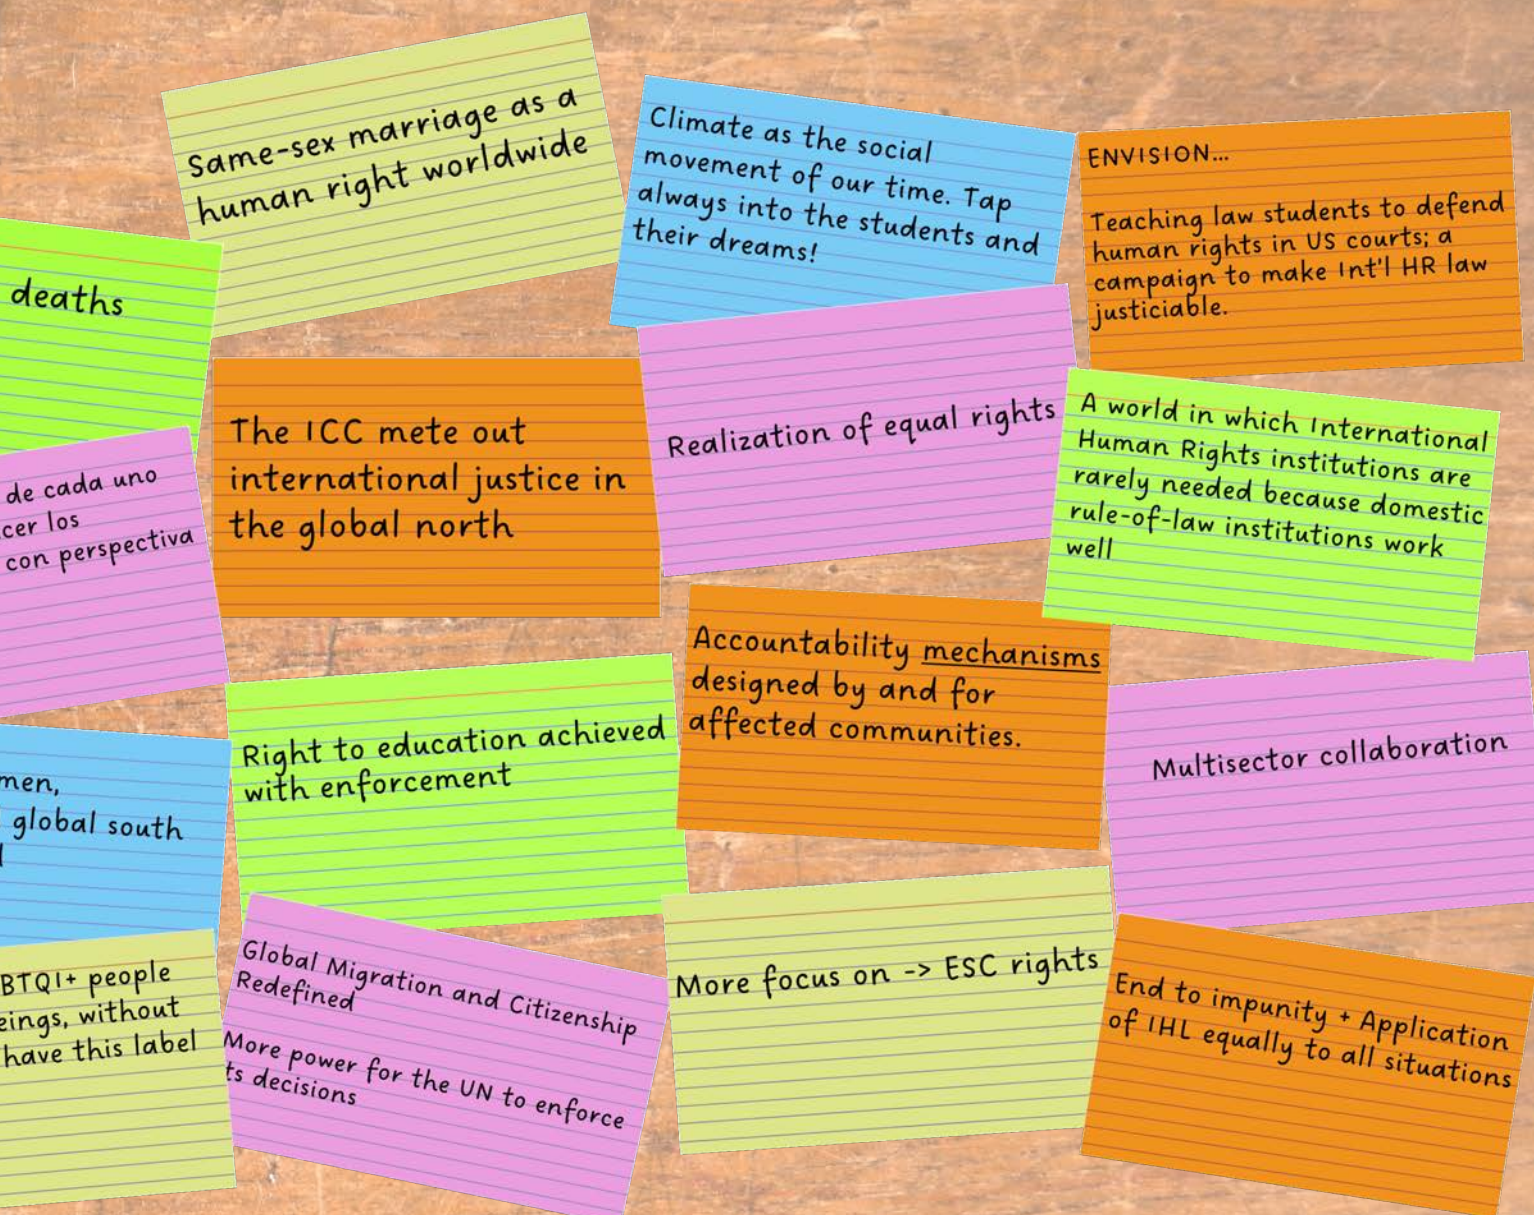 Same-sex marriage as a
human right worldwide
Climate as the social
movement of our time. Tap
always into the students and
their dreams!
ENVISION...
Teaching law students to defend
human rights in US courts; a
campaign to make Int'l HR law
justiciable.
deaths
The ICC mete out
international justice in
the global north
Realization of equal rights
A world in which International
Human Rights institutions are
rarely needed because domestic
rule-of-law institutions work
well
de cada uno
cer los
con perspectiva
Right to education achieved
with enforcement
Accountability mechanisms
designed by and for
affected communities.
Multisector collaboration
men,
global south
BTQI+ people
eings, without
have this label
Global Migration and Citizenship
Redefined
More power for the UN to enforce
ts decisions
More focus on -> ESC rights
End to impunity + Application
of IHL equally to all situations